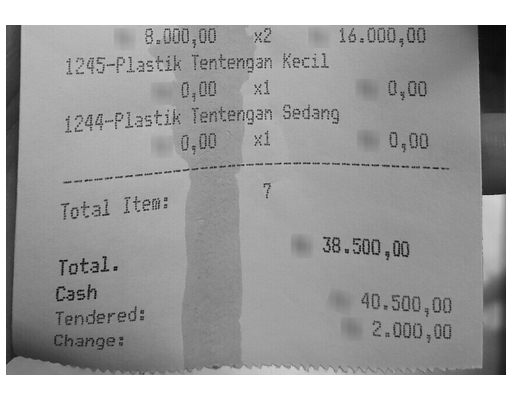 8.000,00 x2 16.000,00
1245-Plastik Tentengan Kecil
0,00 x1 0,00
1244-Plastik Tentengan Sedang
0,00 x1 0,00
Total Item: 7
Total. 38.500,00
Cash
Tendered: 40.500,00
Change: 2.000,00